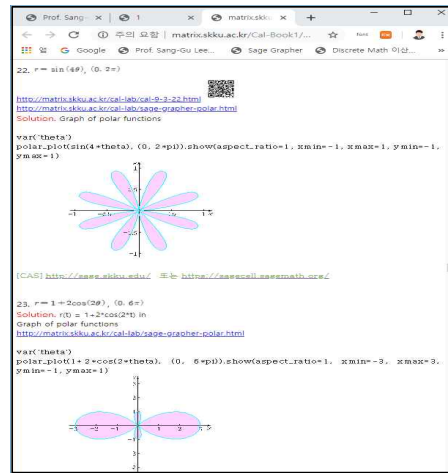 Prof. Sang- × 1 × matrix.skku × +
주의 요함 | matrix.skku.ac.kr/Cal-Book1/...
앱 Google Prof. Sang-Gu Lee... Sage Grapher Discrete Math 이산... »
22. r = sin(4θ), (0, 2π)
http://matrix.skku.ac.kr/cal-lab/cal-9-3-22.html
http://matrix.skku.ac.kr/cal-lab/sage-grapher-polar.html
Solution. Graph of polar functions
var('theta')
polar_plot(sin(4*theta), (0, 2*pi)).show(aspect_ratio=1, xmin=-1, xmax=1, ymin=-1,
ymax=1)
[CAS] http://sage.skku.edu/ 또는 https://sagecell.sagemath.org/
23. r = 1+2cos(2θ), (0, 6π)
Solution. r(t) = 1+2*cos(2*t) in
Graph of polar functions
http://matrix.skku.ac.kr/cal-lab/sage-grapher-polar.html
var('theta')
polar_plot(1+2*cos(2*theta), (0, 6*pi)).show(aspect_ratio=1, xmin=-3, xmax=3,
ymin=-1, ymax=1)